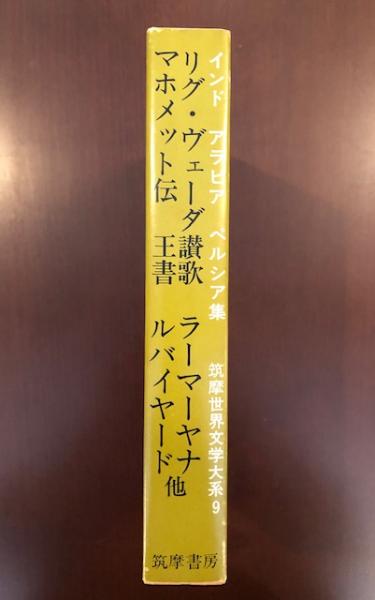 インド アラビア ペルシア集 筑摩世界文学大系9
リグ・ヴェーダ讃歌 ラーマーヤナ
マホメット伝 王書 ルバイヤード他
筑摩書房